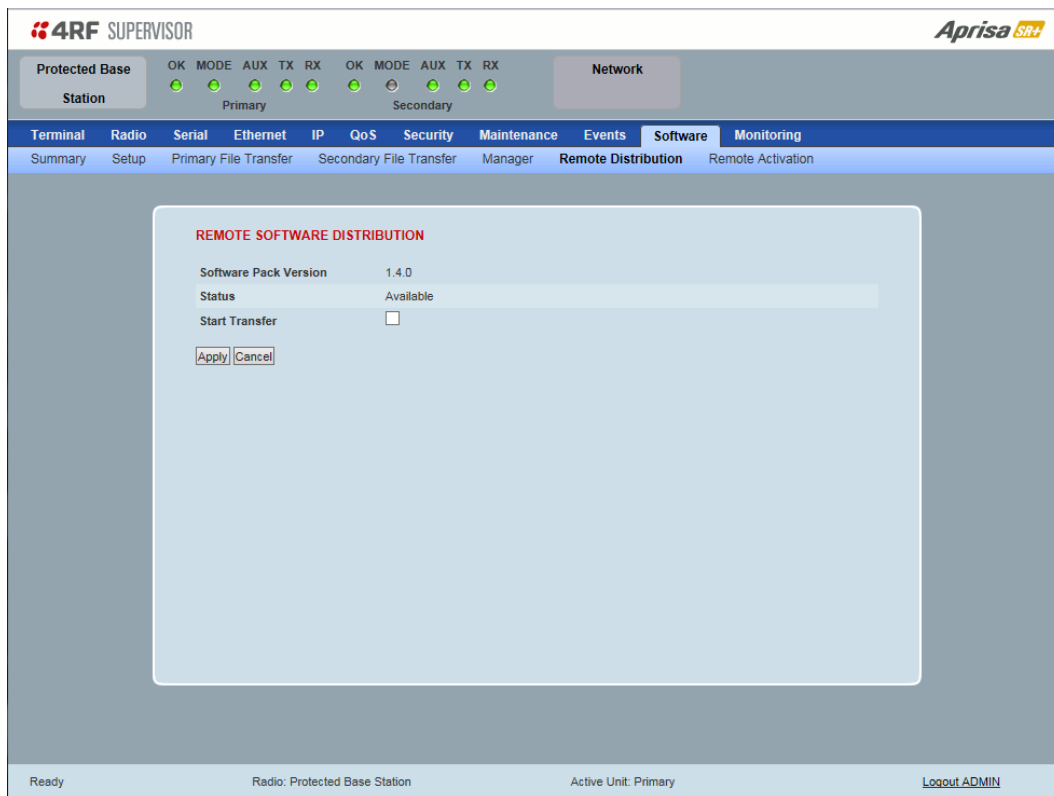 4RF SUPERVISOR
Aprisa SR+
Protected Base Station
OK MODE AUX TX RX OK MODE AUX TX RX
Primary Secondary
Network
Terminal Radio Serial Ethernet IP QoS Security Maintenance Events Software Monitoring
Summary Setup Primary File Transfer Secondary File Transfer Manager Remote Distribution Remote Activation
REMOTE SOFTWARE DISTRIBUTION
Software Pack Version 1.4.0
Status Available
Start Transfer
Apply Cancel
Ready Radio: Protected Base Station Active Unit: Primary Logout ADMIN